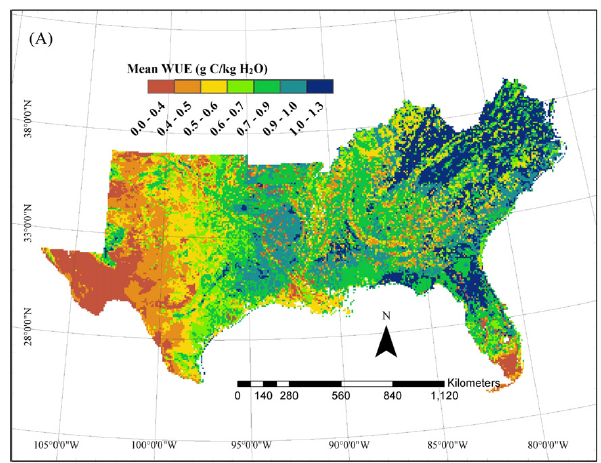 (A)
Mean WUE (g C/kg H₂O)
0.0 - 0.4
0.4 - 0.5
0.5 - 0.6
0.6 - 0.7
0.7 - 0.9
0.9 - 1.0
1.0 - 1.3
38°0'0"N
33°0'0"N
28°0'0"N
N
Kilometers
0 140 280 560 840 1,120
105°0'0"W 100°0'0"W 95°0'0"W 90°0'0"W 85°0'0"W 80°0'0"W